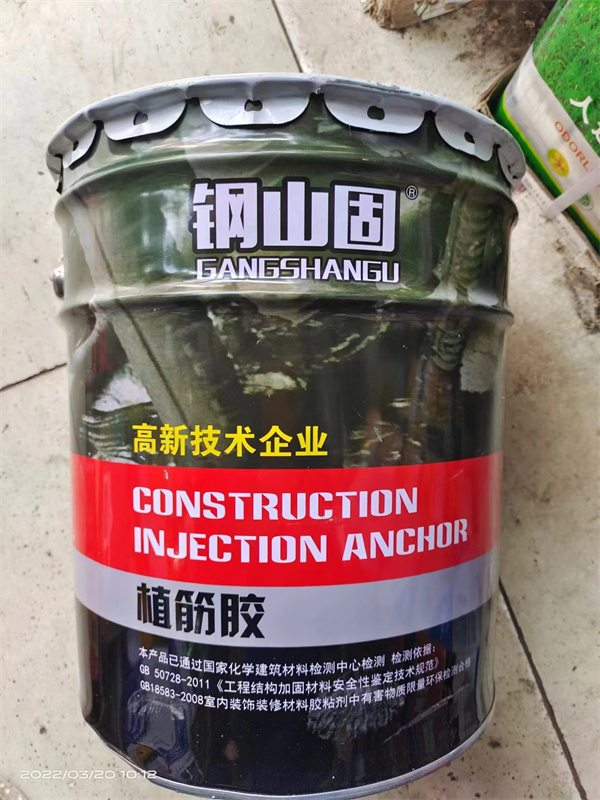 钢山固®
GANGSHANGU
高新技术企业
CONSTRUCTION
INJECTION ANCHOR
植筋胶
本产品已通过国家化学建筑材料检测中心检测 检测依据:
GB 50728-2011《工程结构加固材料安全性鉴定技术规范》
GB18583-2008室内装饰装修材料胶粘剂中有害物质限量环保检测合格
ODORL
2022/03/20 10:12